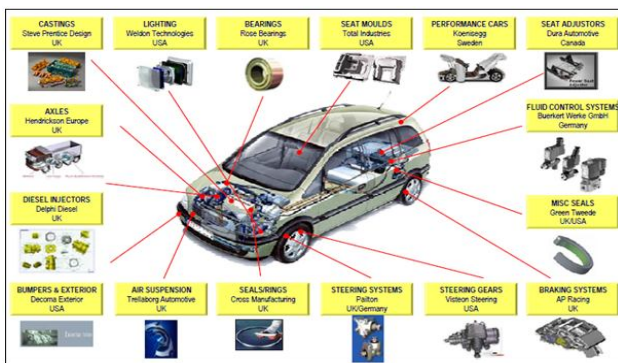 CASTINGS
Steve Prentice Design
UK
LIGHTING
Weldon Technologies
USA
BEARINGS
Rose Bearings
UK
SEAT MOULDS
Total Industries
USA
PERFORMANCE CARS
Koenisegg
Sweden
SEAT ADJUSTORS
Dura Automotive
Canada
AXLES
Hendrickson Europe
UK
FLUID CONTROL SYSTEMS
Buerkert Werke GmbH
Germany
DIESEL INJECTORS
Delphi Diesel
UK
MISC SEALS
Green Tweede
UK/USA
BUMPERS & EXTERIOR
Decoma Exterior
USA
AIR SUSPENSION
Trellaborg Automotive
UK
SEALS/RINGS
Cross Manufacturing
UK
STEERING SYSTEMS
Pailton
UK/Germany
STEERING GEARS
Visteon Steering
USA
BRAKING SYSTEMS
AP Racing
UK